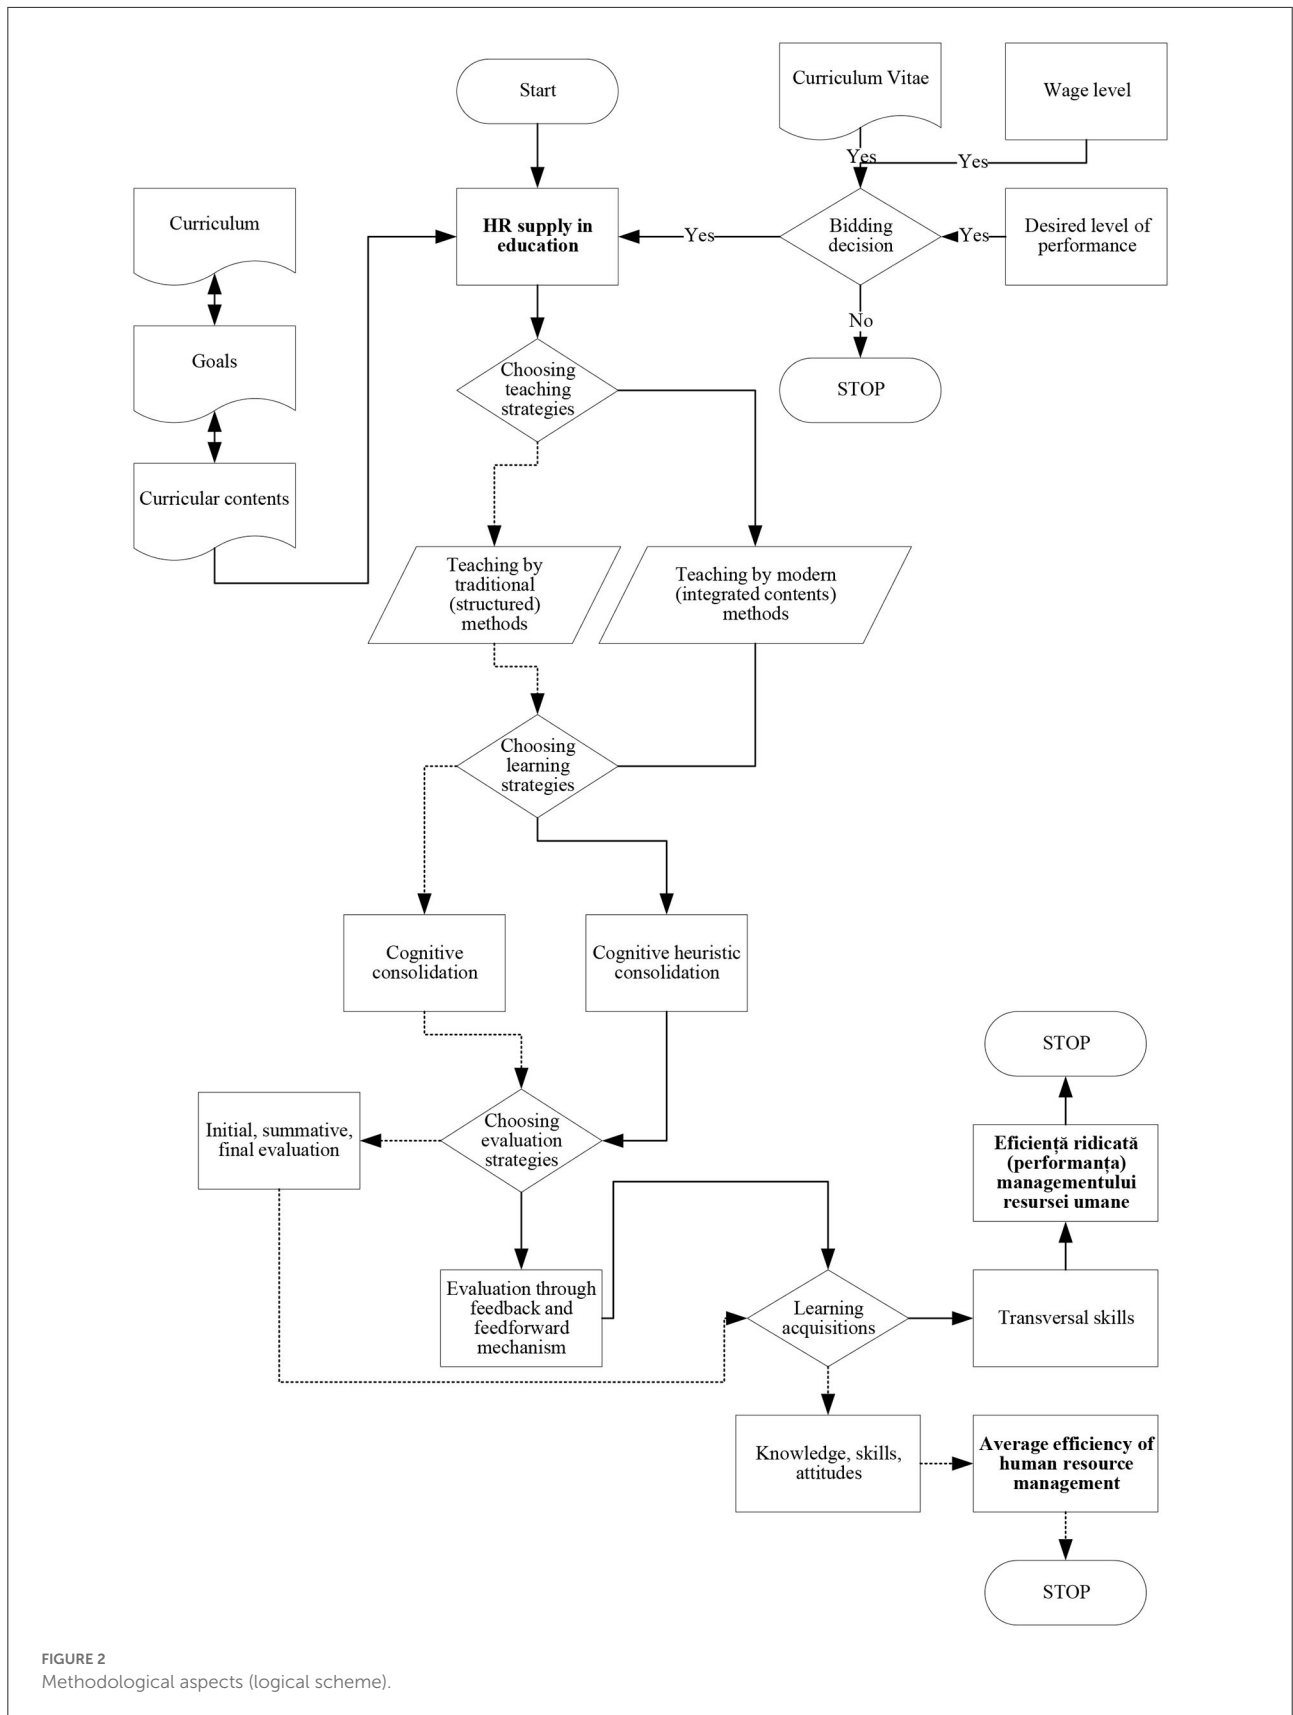 Start
Curriculum Vitae
Wage level
Yes
Yes
Curriculum
HR supply in
education
Yes
Bidding
decision
Yes
Desired level of
performance
No
Goals
Choosing
teaching
strategies
STOP
Curricular contents
Teaching by
traditional
(structured)
methods
Teaching by modern
(integrated contents)
methods
Choosing
learning
strategies
Cognitive
consolidation
Cognitive heuristic
consolidation
STOP
Initial, summative,
final evaluation
Choosing
evaluation
strategies
Eficiență ridicată
(performanța)
managementului
resursei umane
Evaluation through
feedback and
feedforward
mechanism
Learning
acquisitions
Transversal skills
Knowledge, skills,
attitudes
Average efficiency of
human resource
management
STOP
FIGURE 2
Methodological aspects (logical scheme).